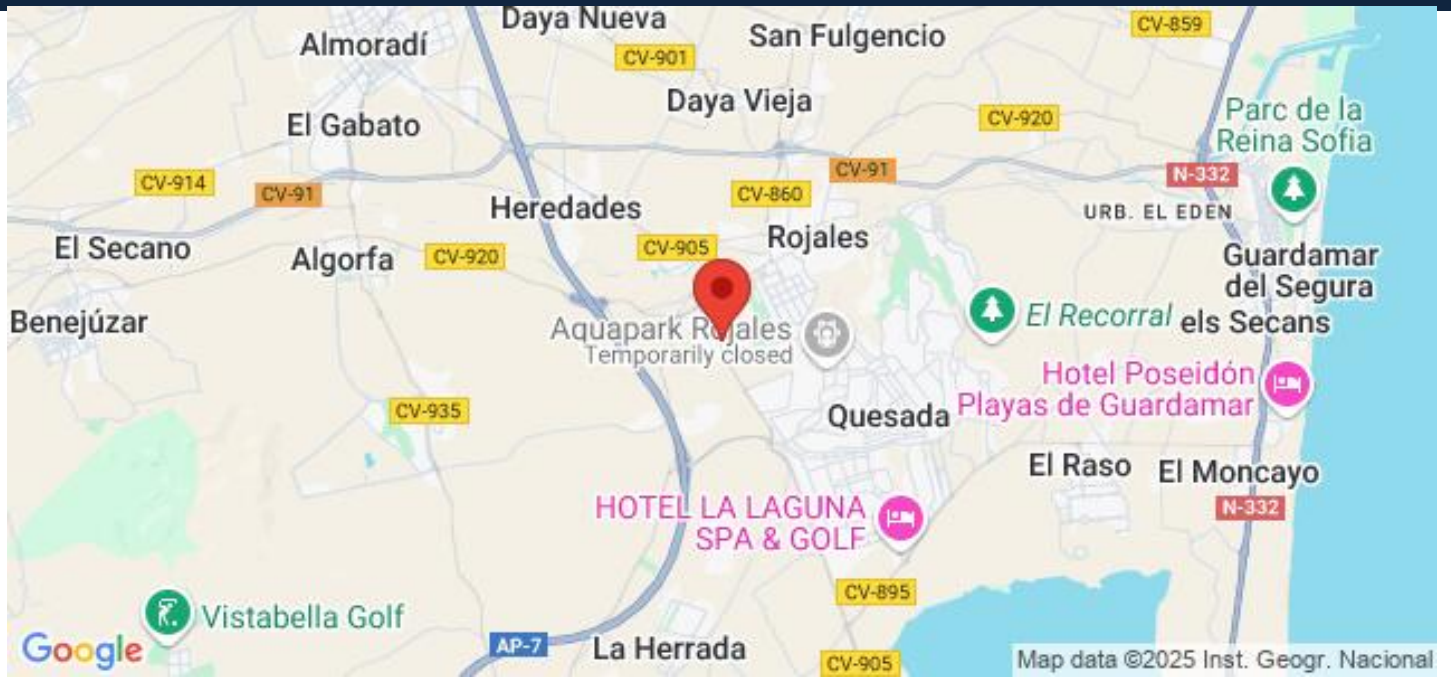 Daya Nueva
Almoradí
San Fulgencio
CV-859
CV-901
Daya Vieja
El Gabato
CV-920
Parc de la
Reina Sofia
CV-914
CV-91
CV-860
CV-91
N-332
Heredades
URB. EL EDEN
El Secano
CV-905
Rojales
Algorfa
CV-920
Guardamar
del Segura
Benejúzar
Aquapark Rojales
Temporarily closed
El Recorral
els Secans
Hotel Poseidón
Playas de Guardamar
CV-935
Quesada
El Raso
El Moncayo
HOTEL LA LAGUNA
SPA & GOLF
N-332
CV-895
Vistabella Golf
Google
AP-7
La Herrada
CV-905
Map data ©2025 Inst. Geogr. Nacional